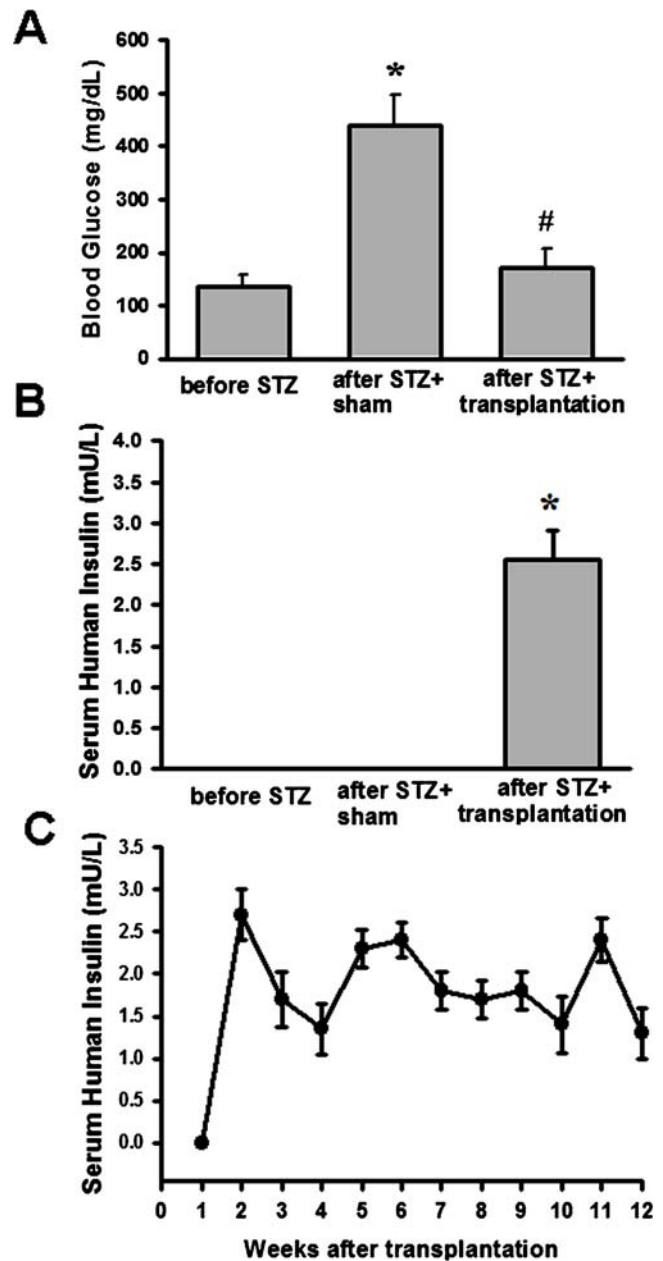 A
Blood Glucose (mg/dL)
600
500
400
300
200
100
0
*
#
before STZ
after STZ+
sham
after STZ+
transplantation
B
Serum Human Insulin (mU/L)
4.0
3.5
3.0
2.5
2.0
1.5
1.0
0.5
0.0
*
before STZ
after STZ+
sham
after STZ+
transplantation
C
Serum Human Insulin (mU/L)
3.5
3.0
2.5
2.0
1.5
1.0
0.5
0.0
0 1 2 3 4 5 6 7 8 9 10 11 12
Weeks after transplantation